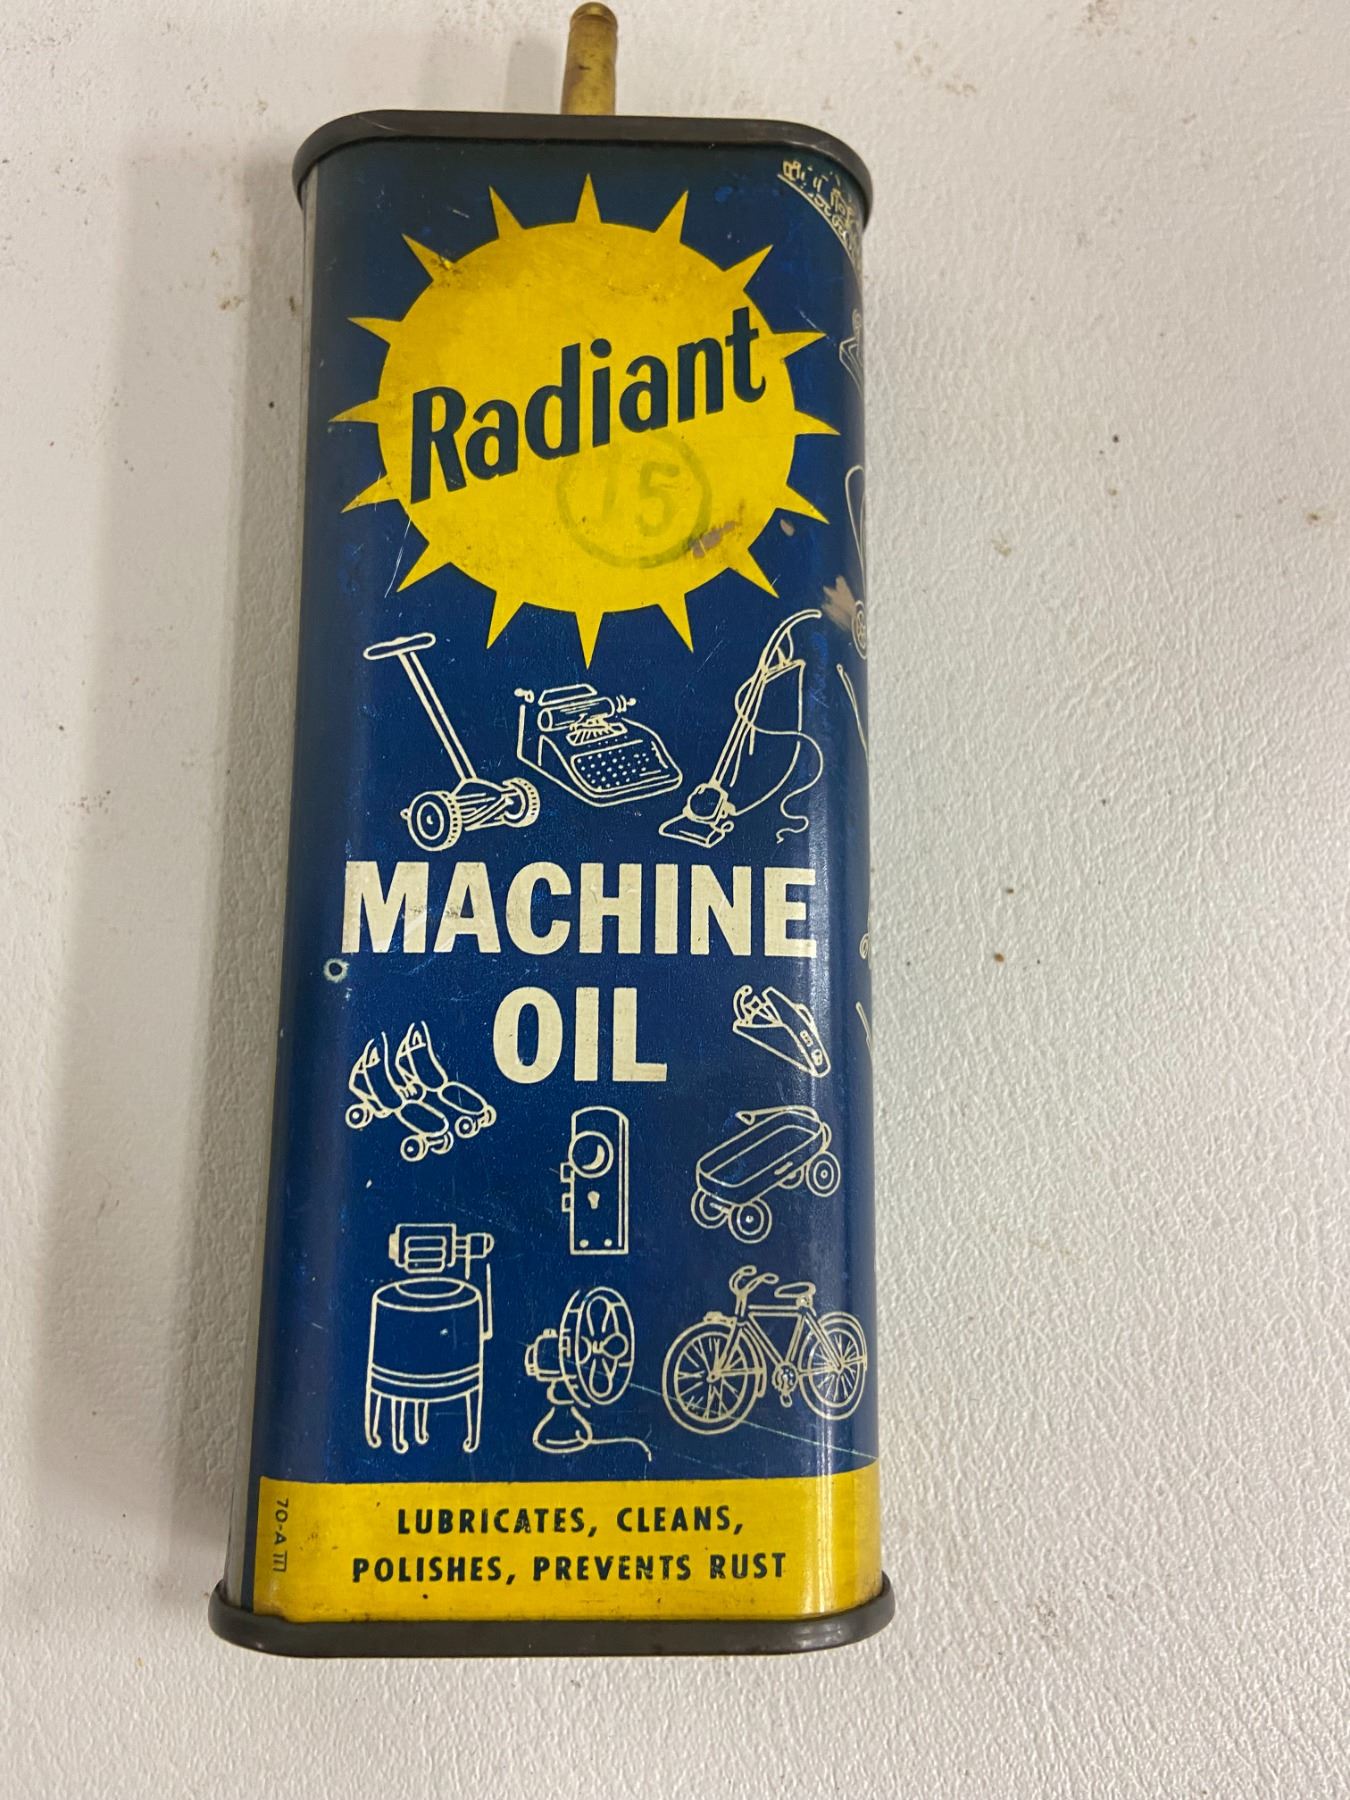 Radiant
15
MACHINE
OIL
LUBRICATES, CLEANS,
POLISHES, PREVENTS RUST
70-A